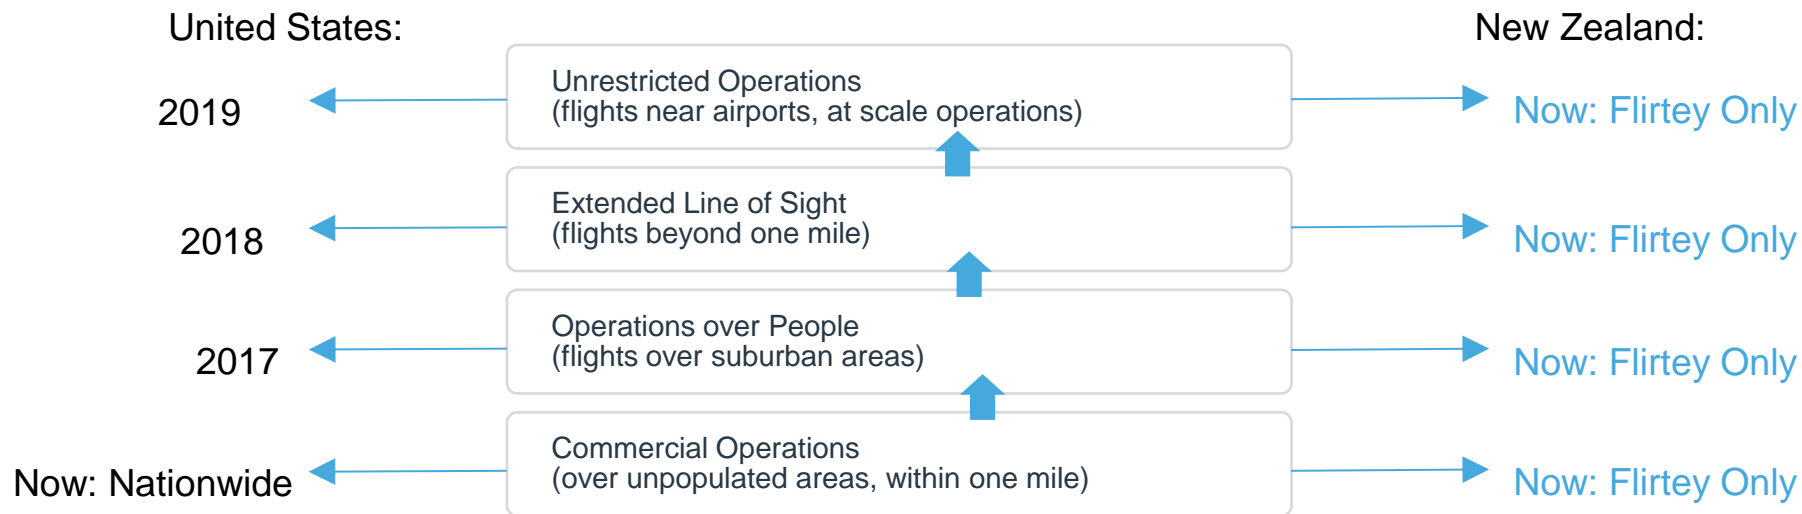 United States:
New Zealand:
2019
Unrestricted Operations
(flights near airports, at scale operations)
Now: Flirtey Only
2018
Extended Line of Sight
(flights beyond one mile)
Now: Flirtey Only
2017
Operations over People
(flights over suburban areas)
Now: Flirtey Only
Now: Nationwide
Commercial Operations
(over unpopulated areas, within one mile)
Now: Flirtey Only